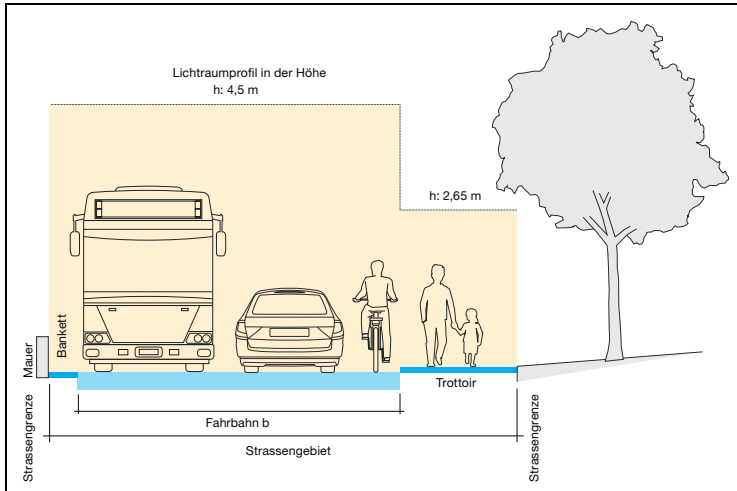 Lichtraumprofil in der Höhe
h: 4,5 m
h: 2,65 m
Mauer
Bankett
Trottoir
Fahrbahn b
Strassengebiet
Strassengrenze
Strassengrenze